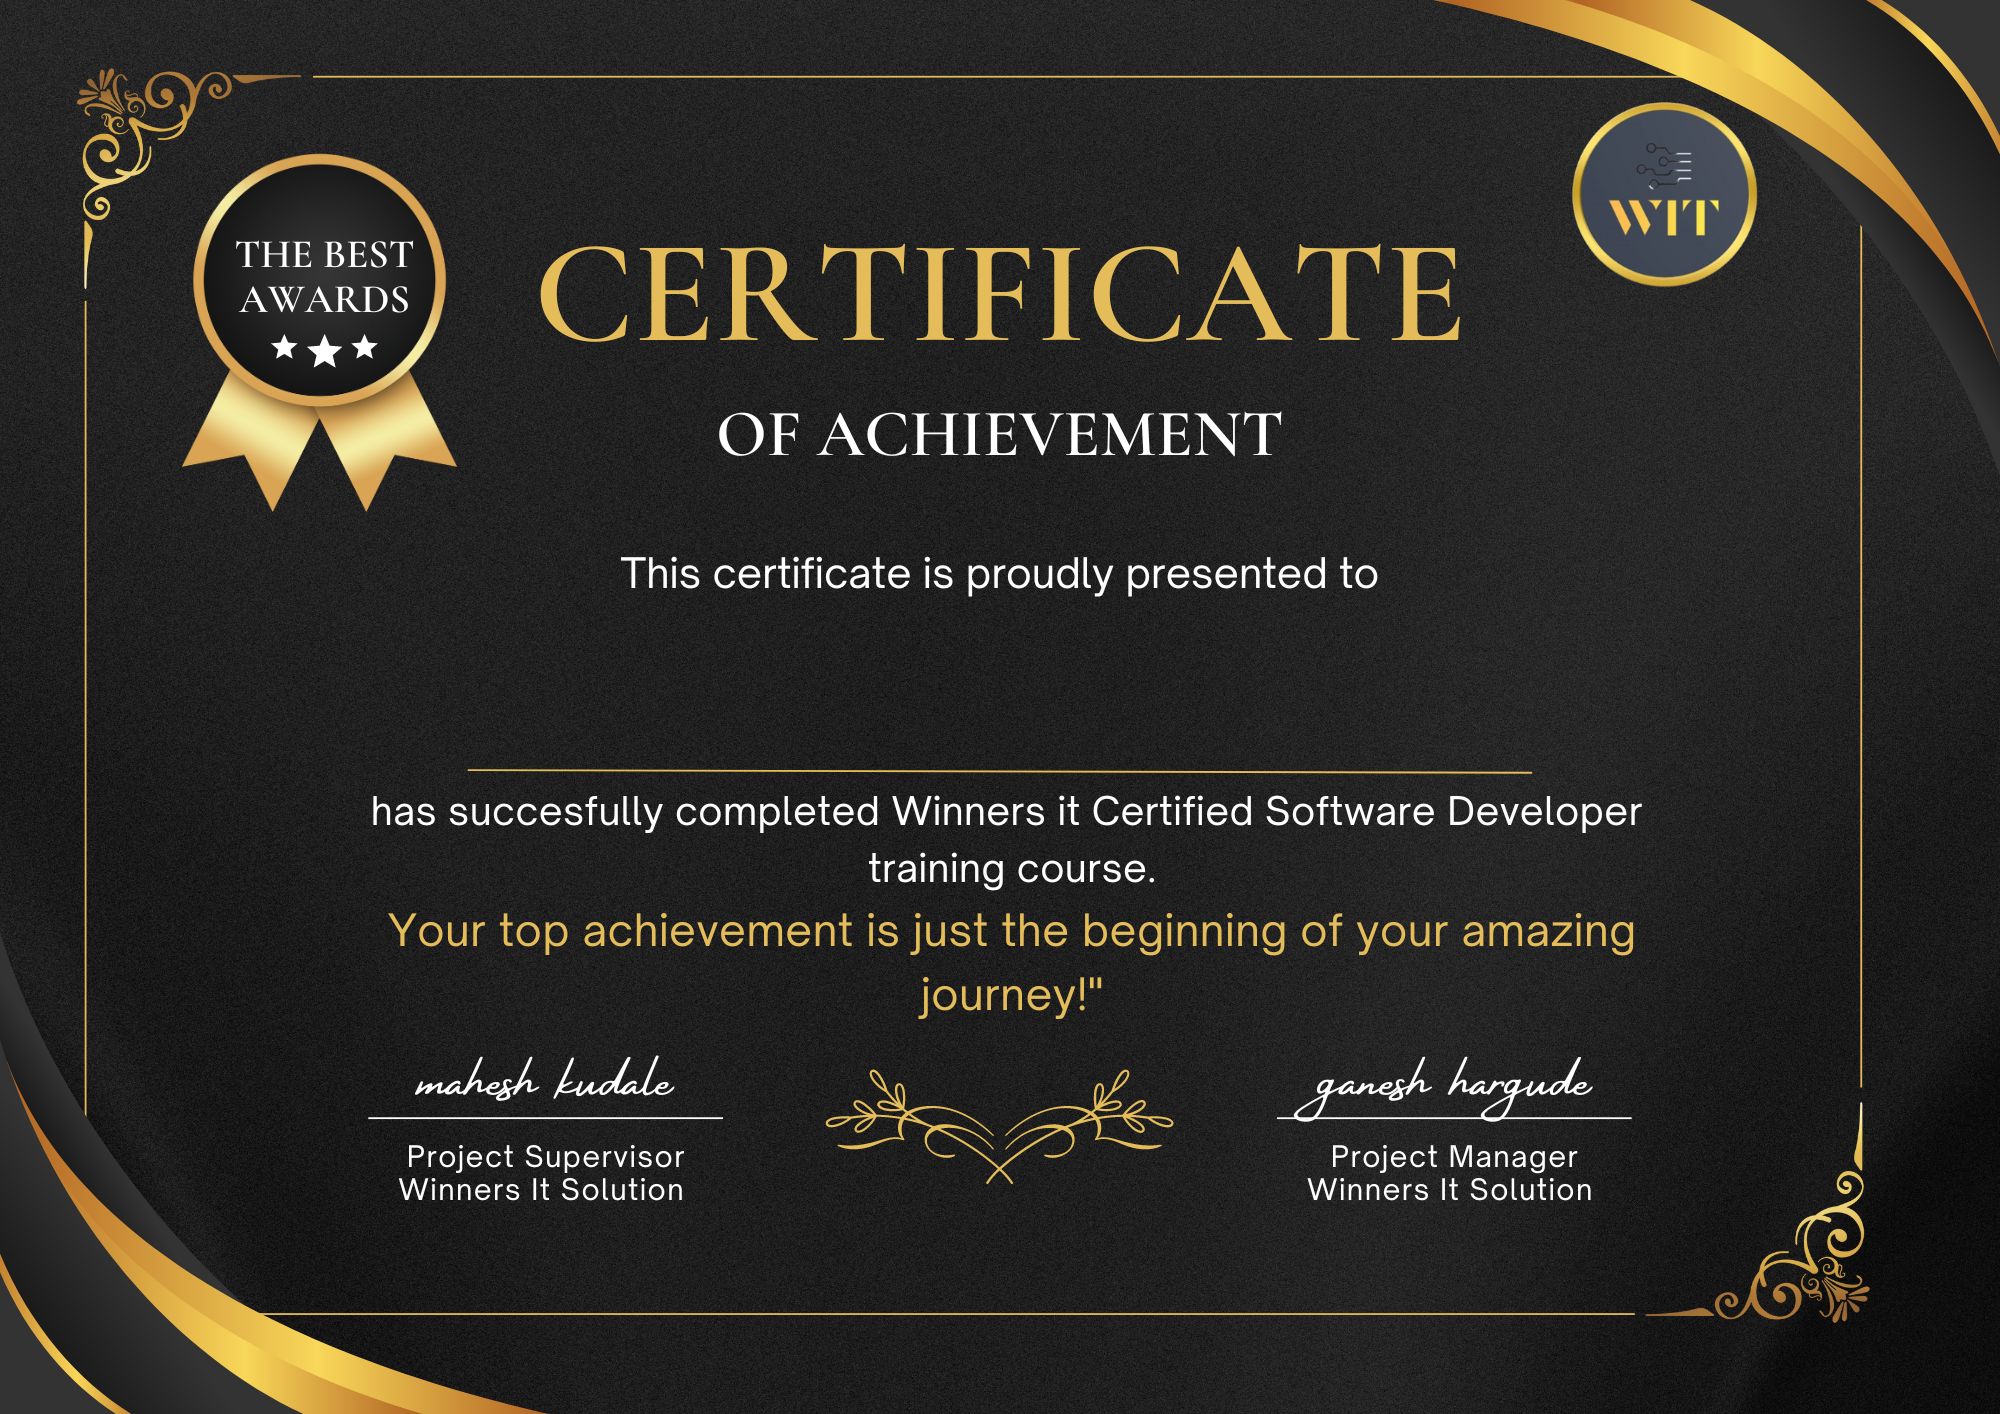 THE BEST
AWARDS
WIT
CERTIFICATE
OF ACHIEVEMENT
This certificate is proudly presented to
has succesfully completed Winners it Certified Software Developer
training course.
Your top achievement is just the beginning of your amazing
journey!"
mahesh kudale
Project Supervisor
Winners It Solution
ganesh hargude
Project Manager
Winners It Solution